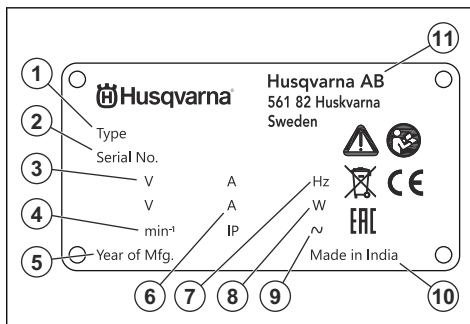 11
1
Husqvarna
Husqvarna AB
561 82 Huskvarna
Sweden
2
Type
Serial No.
3
V A Hz
V A W
4
min-¹ IP ~
5
Year of Mfg.
Made in India
CE
EAC
6 7 8 9 10